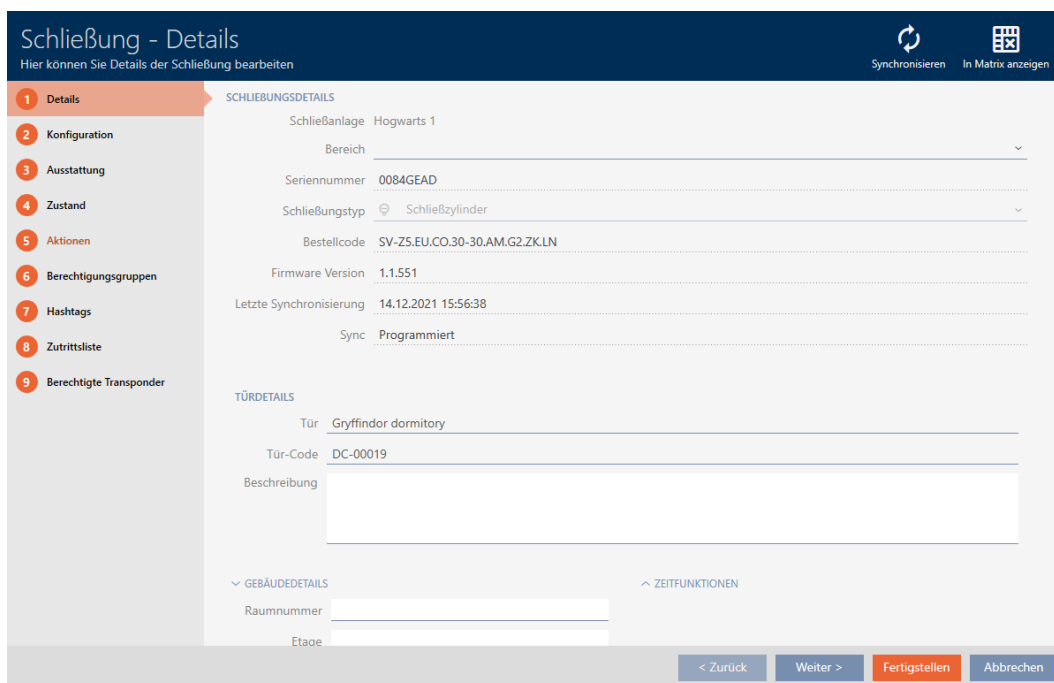 Schließung - Details
Hier können Sie Details der Schließung bearbeiten
Synchronisieren
In Matrix anzeigen
1 Details
2 Konfiguration
3 Ausstattung
4 Zustand
5 Aktionen
6 Berechtigungsgruppen
7 Hashtags
8 Zutrittsliste
9 Berechtigte Transponder
SCHLIEßUNGSDETAILS
Schließanlage Hogwarts 1
Bereich
Seriennummer 0084GEAD
Schließungstyp Schließzylinder
Bestellcode SV-Z5.EU.CO.30-30.AM.G2.ZK.LN
Firmware Version 1.1.551
Letzte Synchronisierung 14.12.2021 15:56:38
Sync Programmiert
TÜRDETAILS
Tür Gryffindor dormitory
Tür-Code DC-00019
Beschreibung
GEBÄUDEDETAILS
Raumnummer
Etage
ZEITFUNKTIONEN
< Zurück
Weiter >
Fertigstellen
Abbrechen